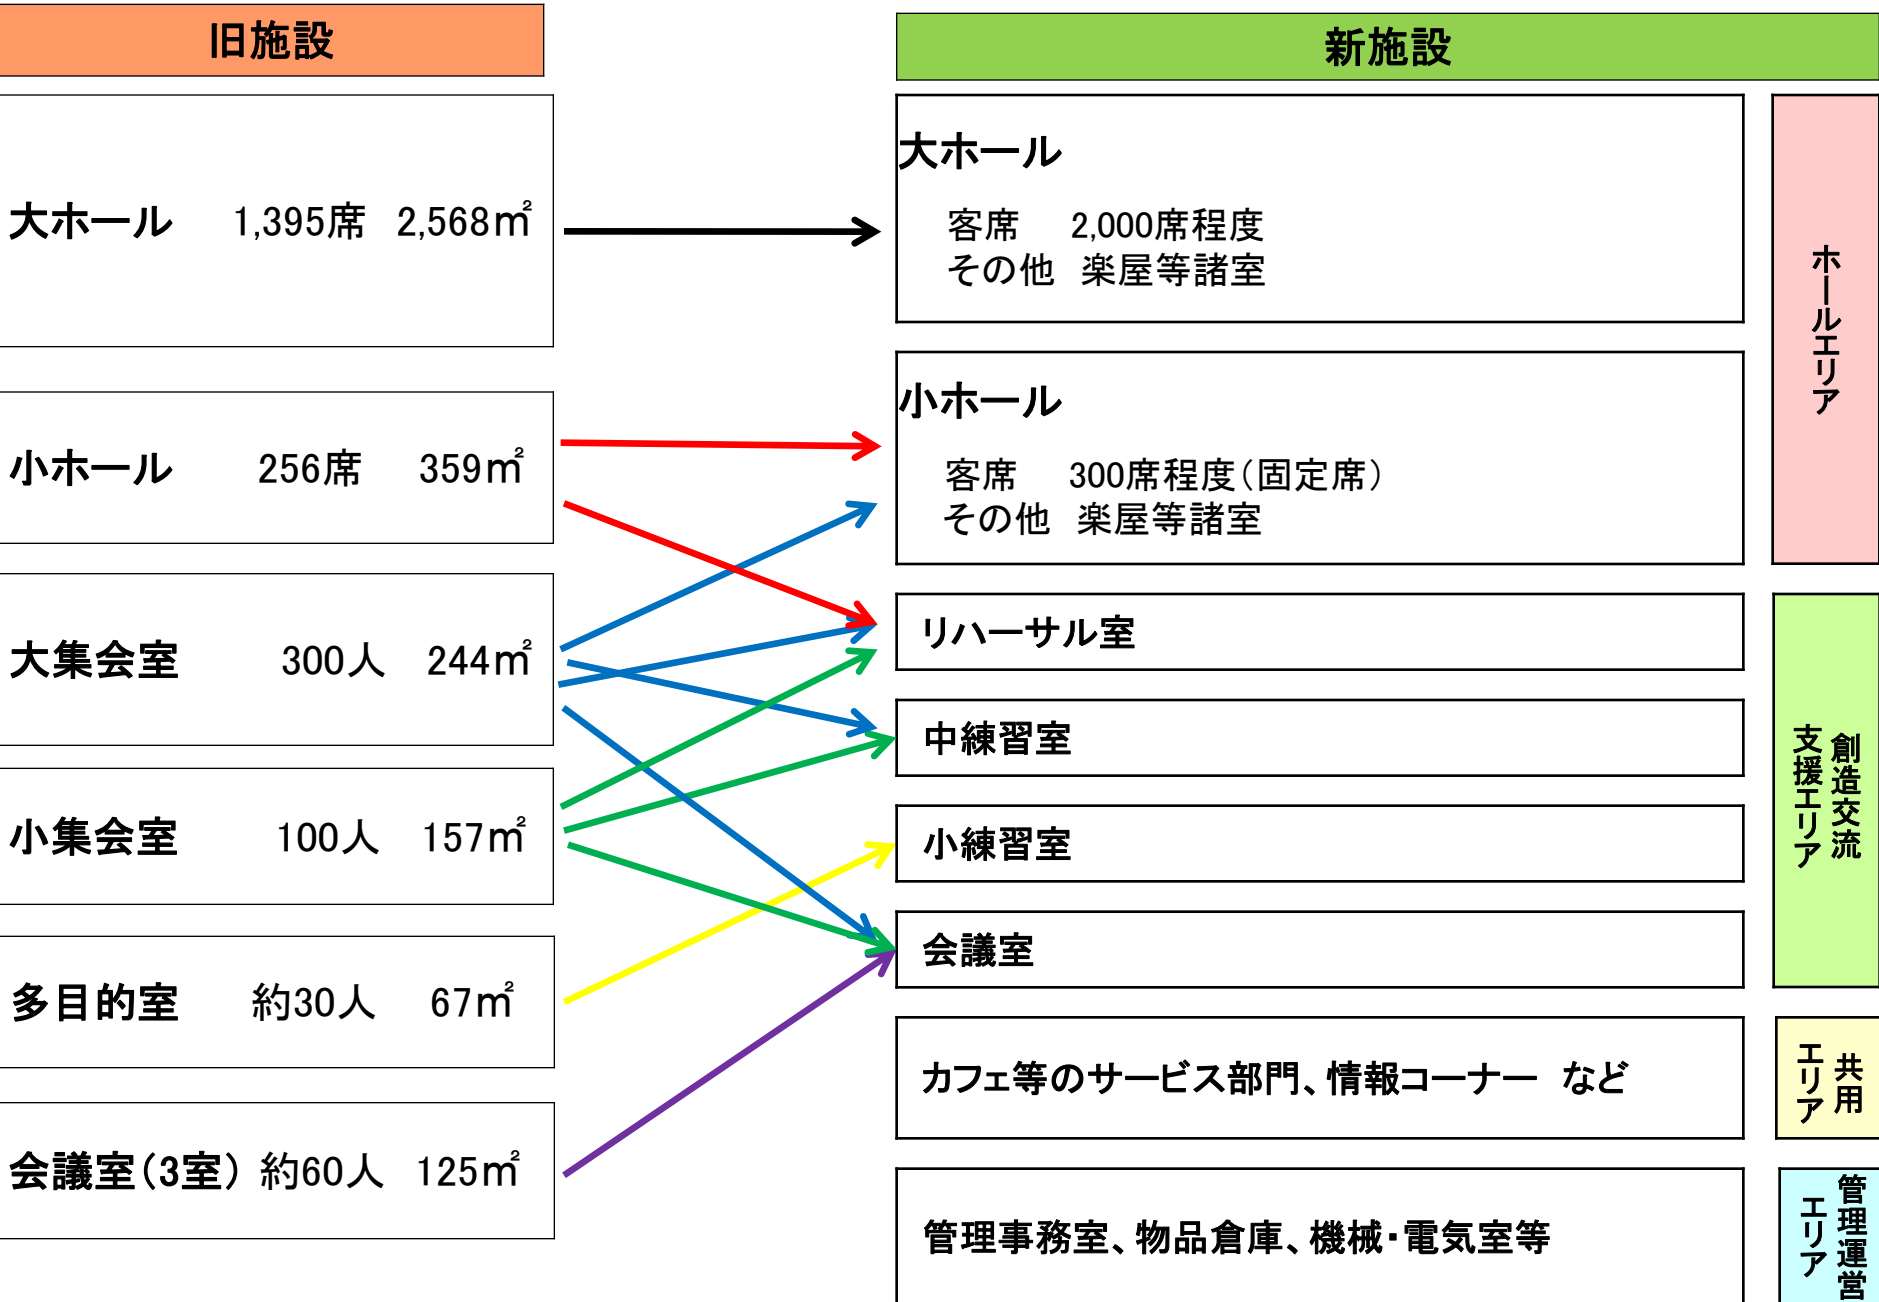 旧施設
大ホール 1,395席 2,568㎡
小ホール 256席 359㎡
大集会室 300人 244㎡
小集会室 100人 157㎡
多目的室 約30人 67㎡
会議室(3室) 約60人 125㎡
新施設
大ホール
客席 2,000席程度
その他 楽屋等諸室
小ホール
客席 300席程度(固定席)
その他 楽屋等諸室
リハーサル室
中練習室
小練習室
会議室
カフェ等のサービス部門、情報コーナー など
管理事務室、物品倉庫、機械・電気室等
ホールエリア
創造交流
支援エリア
共用
エリア
管理運営
エリア